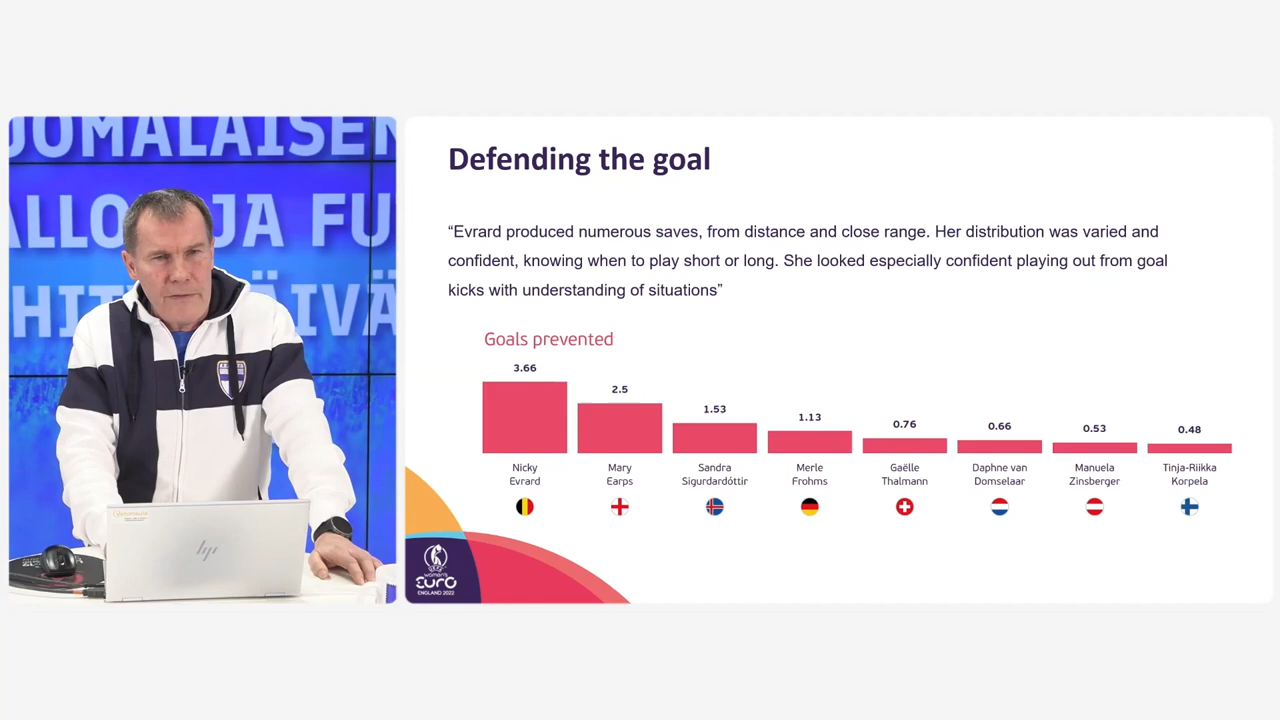 UOMALAISEN
ALLO JA FU
HIT ÄIVÄ
hp
Defending the goal
“Evrard produced numerous saves, from distance and close range. Her distribution was varied and
confident, knowing when to play short or long. She looked especially confident playing out from goal
kicks with understanding of situations”
Goals prevented
3.66
2.5
1.53
1.13
0.76
0.66
0.53
0.48
Nicky
Evrard
Mary
Earps
Sandra
Sigurdardóttir
Merle
Frohms
Gaëlle
Thalmann
Daphne van
Domselaar
Manuela
Zinsberger
Tinja-Riikka
Korpela
women's
EURO
ENGLAND 2022